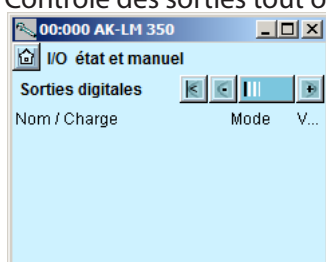 Contrôle des sorties tout o
00:000 AK-LM 350
I/O état et manuel
Sorties digitales
Nom / Charge Mode V...